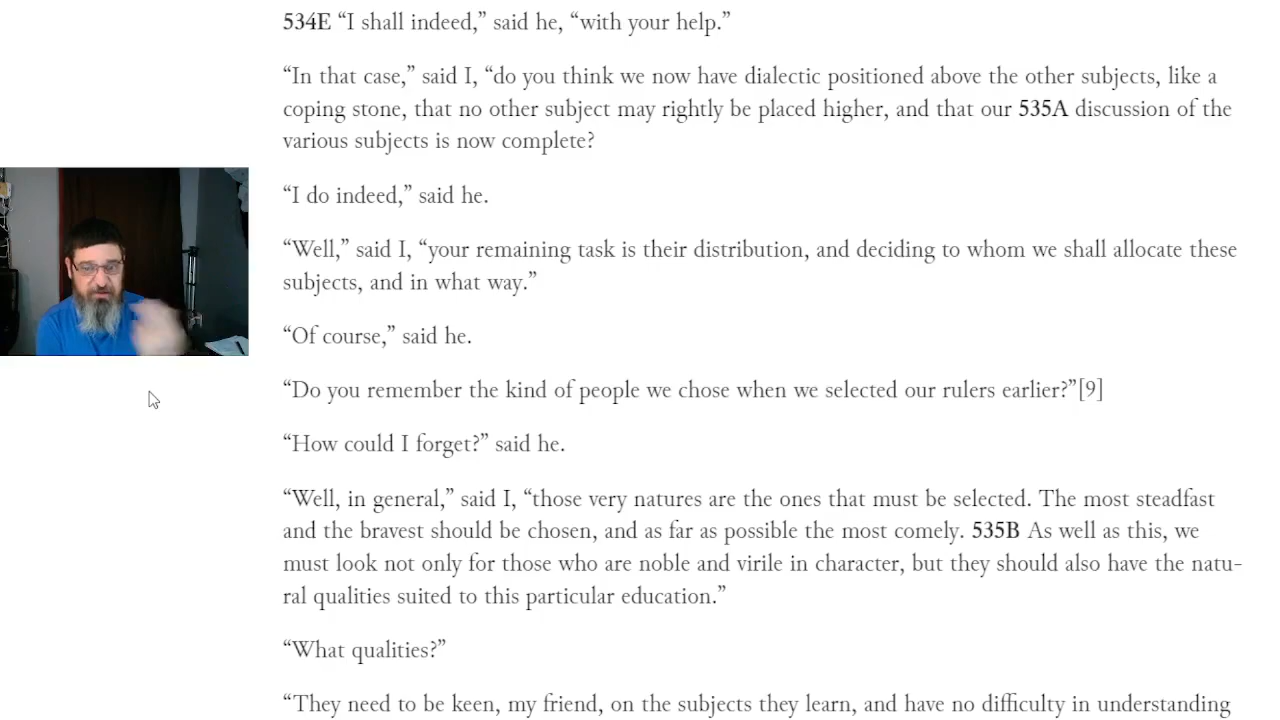 534E “I shall indeed,” said he, “with your help.”
“In that case,” said I, “do you think we now have dialectic positioned above the other subjects, like a
coping stone, that no other subject may rightly be placed higher, and that our 535A discussion of the
various subjects is now complete?
“I do indeed,” said he.
“Well,” said I, “your remaining task is their distribution, and deciding to whom we shall allocate these
subjects, and in what way.”
“Of course,” said he.
“Do you remember the kind of people we chose when we selected our rulers earlier?”[9]
“How could I forget?” said he.
“Well, in general,” said I, “those very natures are the ones that must be selected. The most steadfast
and the bravest should be chosen, and as far as possible the most comely. 535B As well as this, we
must look not only for those who are noble and virile in character, but they should also have the natu-
ral qualities suited to this particular education.”
“What qualities?”
“They need to be keen, my friend, on the subjects they learn, and have no difficulty in understanding